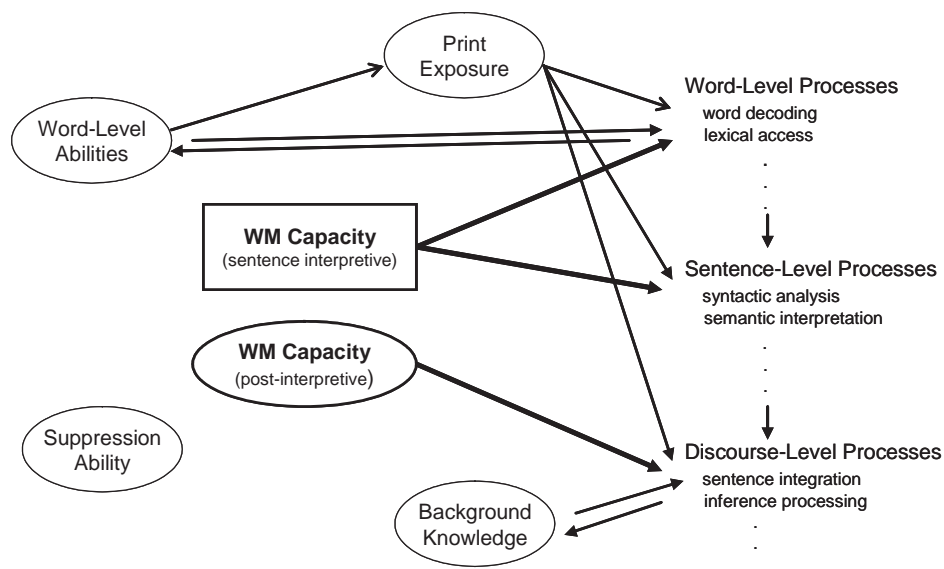 Print
Exposure
Word-Level
Abilities
Word-Level Processes
word decoding
lexical access
WM Capacity
(sentence interpretive)
Sentence-Level Processes
syntactic analysis
semantic interpretation
WM Capacity
(post-interpretive)
Suppression
Ability
Discourse-Level Processes
sentence integration
inference processing
Background
Knowledge